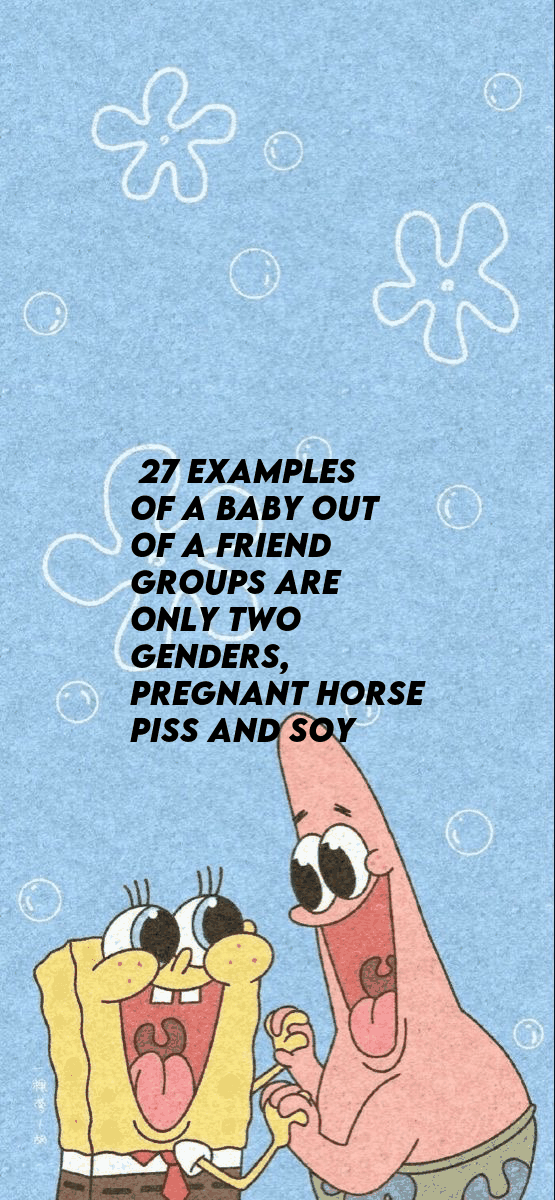 27 EXAMPLES
OF A BABY OUT
OF A FRIEND
GROUPS ARE
ONLY TWO
GENDERS,
PREGNANT HORSE
PISS AND SOY